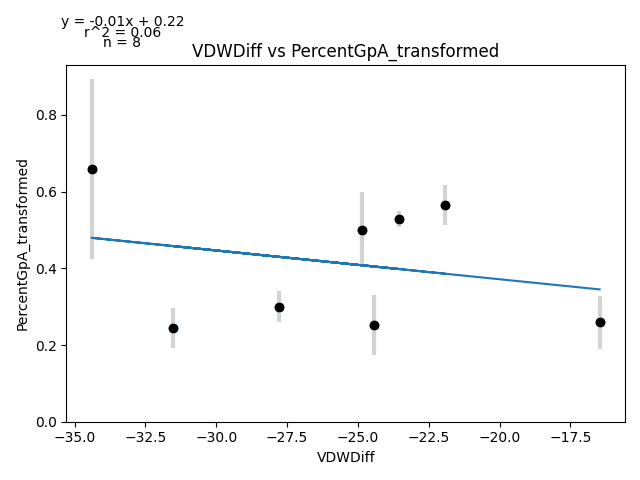 y = -0.01x + 0.22
r^2 = 0.06
n = 8
VDWDiff vs PercentGpA_transformed
PercentGpA_transformed
0.8
0.6
0.4
0.2
0.0
−35.0 −32.5 −30.0 −27.5 −25.0 −22.5 −20.0 −17.5
VDWDiff